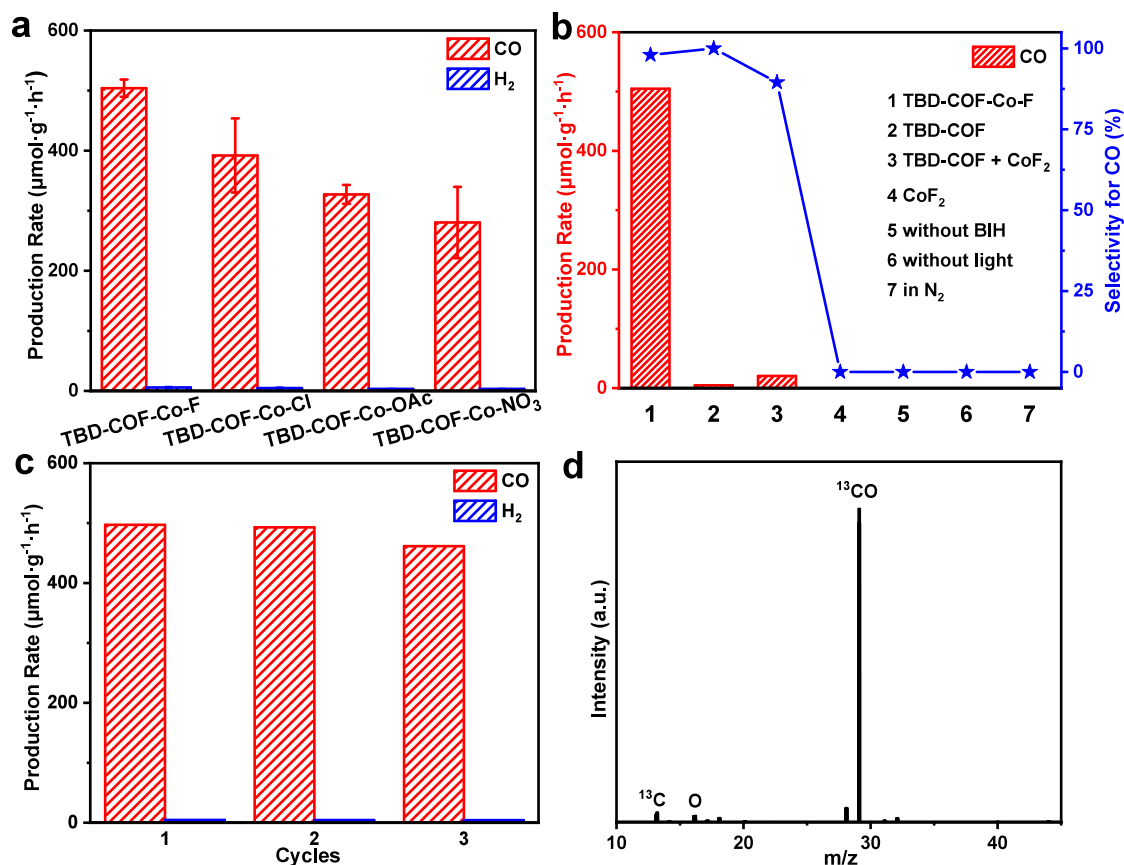 a
600
400
200
0
Production Rate (μmol·g⁻¹·h⁻¹)
CO
H₂
TBD-COF-Co-F
TBD-COF-Co-Cl
TBD-COF-Co-OAc
TBD-COF-Co-NO₃
b
600
400
200
0
Production Rate (μmol·g⁻¹·h⁻¹)
CO
1 TBD-COF-Co-F
2 TBD-COF
3 TBD-COF + CoF₂
4 CoF₂
5 without BIH
6 without light
7 in N₂
100
75
50
25
0
Selectivity for CO (%)
1 2 3 4 5 6 7
c
600
400
200
0
Production Rate (μmol·g⁻¹·h⁻¹)
CO
H₂
1 2 3
Cycles
d
Intensity (a.u.)
¹³CO
¹³C
O
10 20 30 40
m/z